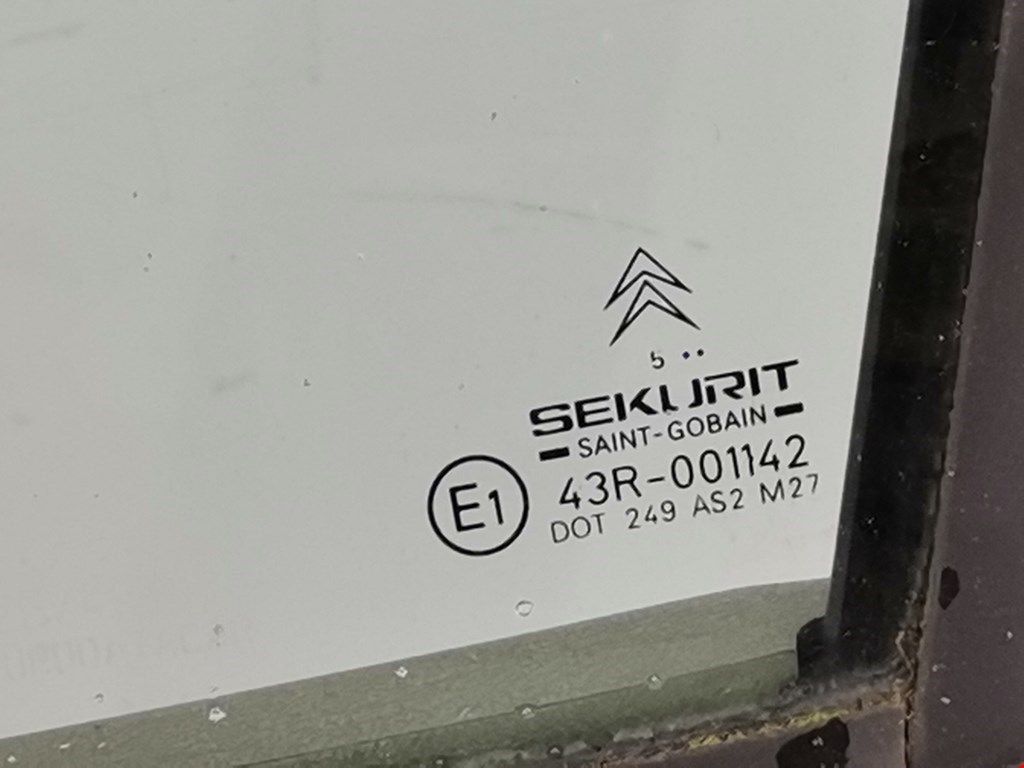 5 ··
SEKURIT
SAINT-GOBAIN
E1
43R-001142
DOT 249 AS2 M27